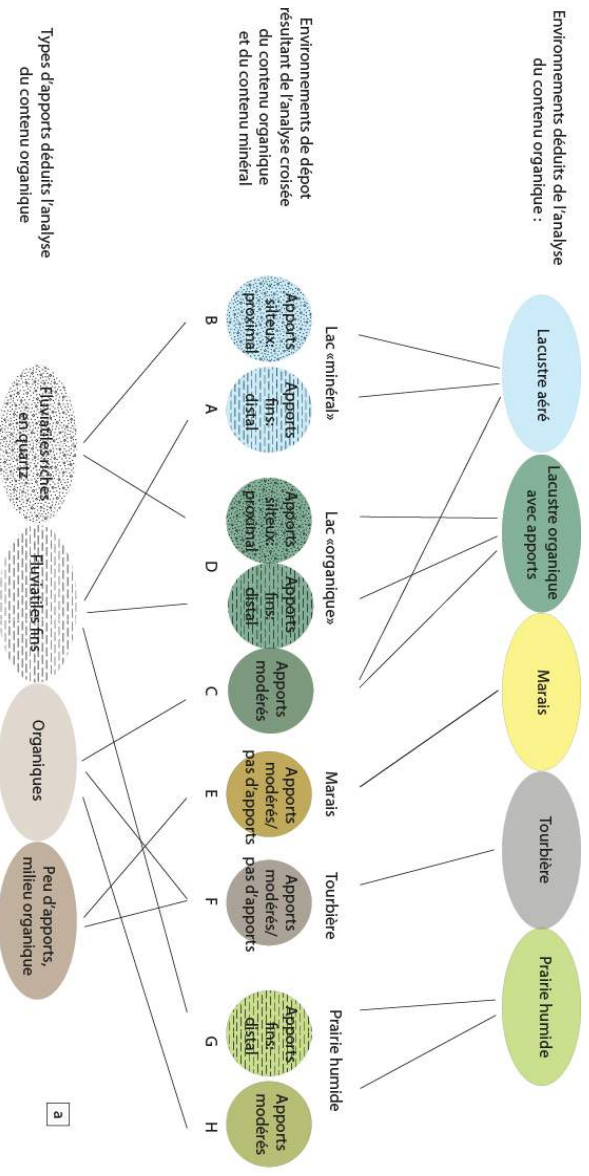 Environnements déduits de l'analyse
du contenu organique :
Lacustre aéré
Lacustre organique
avec apports
Marais
Tourbière
Prairie humide
Environnements de dépot
résultant de l'analyse croisée
du contenu organique
et du contenu minéral
Lac «minéral»
Lac «organique»
Marais
Tourbière
Prairie humide
Apports
silteux:
proximal
Apports
fins:
distal
Apports
silteux:
proximal
Apports
fins:
distal
Apports
modérés
Apports
modérés/
pas d'apports
Apports
modérés/
pas d'apports
Apports
fins:
distal
Apports
modérés
B
A
D
C
E
F
G
H
Types d'apports déduits l'analyse
du contenu organique
Fluviatiles riches
en quartz
Fluviatiles fins
Organiques
Peu d'apports,
milieu organique
a